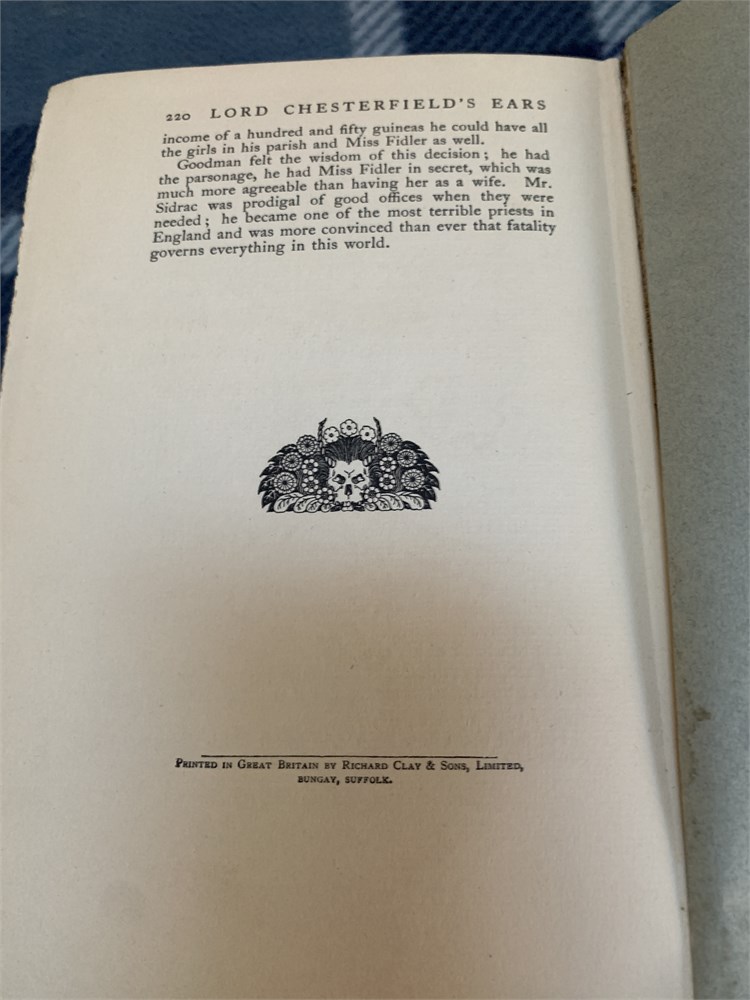 220 LORD CHESTERFIELD'S EARS
income of a hundred and fifty guineas he could have all
the girls in his parish and Miss Fidler as well.
Goodman felt the wisdom of this decision; he had
the parsonage, he had Miss Fidler in secret, which was
much more agreeable than having her as a wife. Mr.
Sidrac was prodigal of good offices when they were
needed; he became one of the most terrible priests in
England and was more convinced than ever that fatality
governs everything in this world.
PRINTED IN GREAT BRITAIN BY RICHARD CLAY & SONS, LIMITED,
BUNGAY, SUFFOLK.